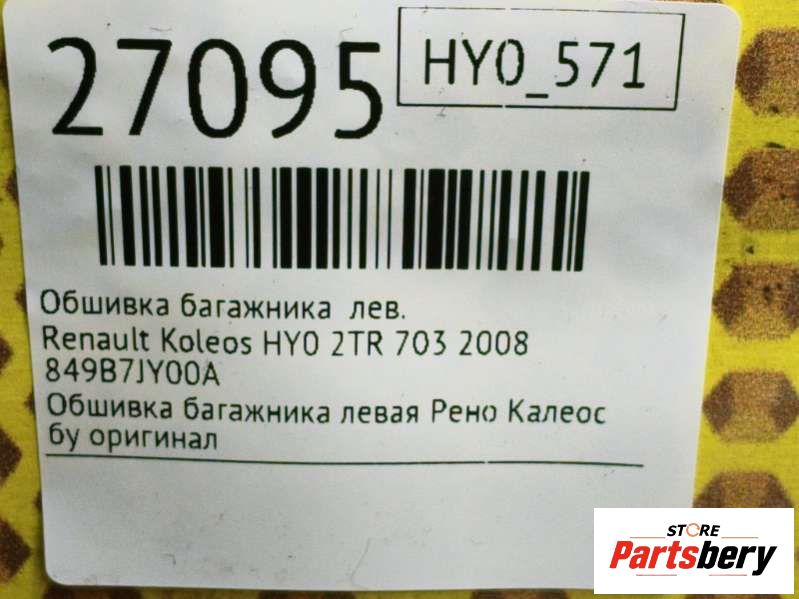 27095
HY0_571
Обшивка багажника лев.
Renault Koleos HY0 2TR 703 2008
849B7JY00A
Обшивка багажника левая Рено Калеос
бу оригинал
STORE
Partsbery